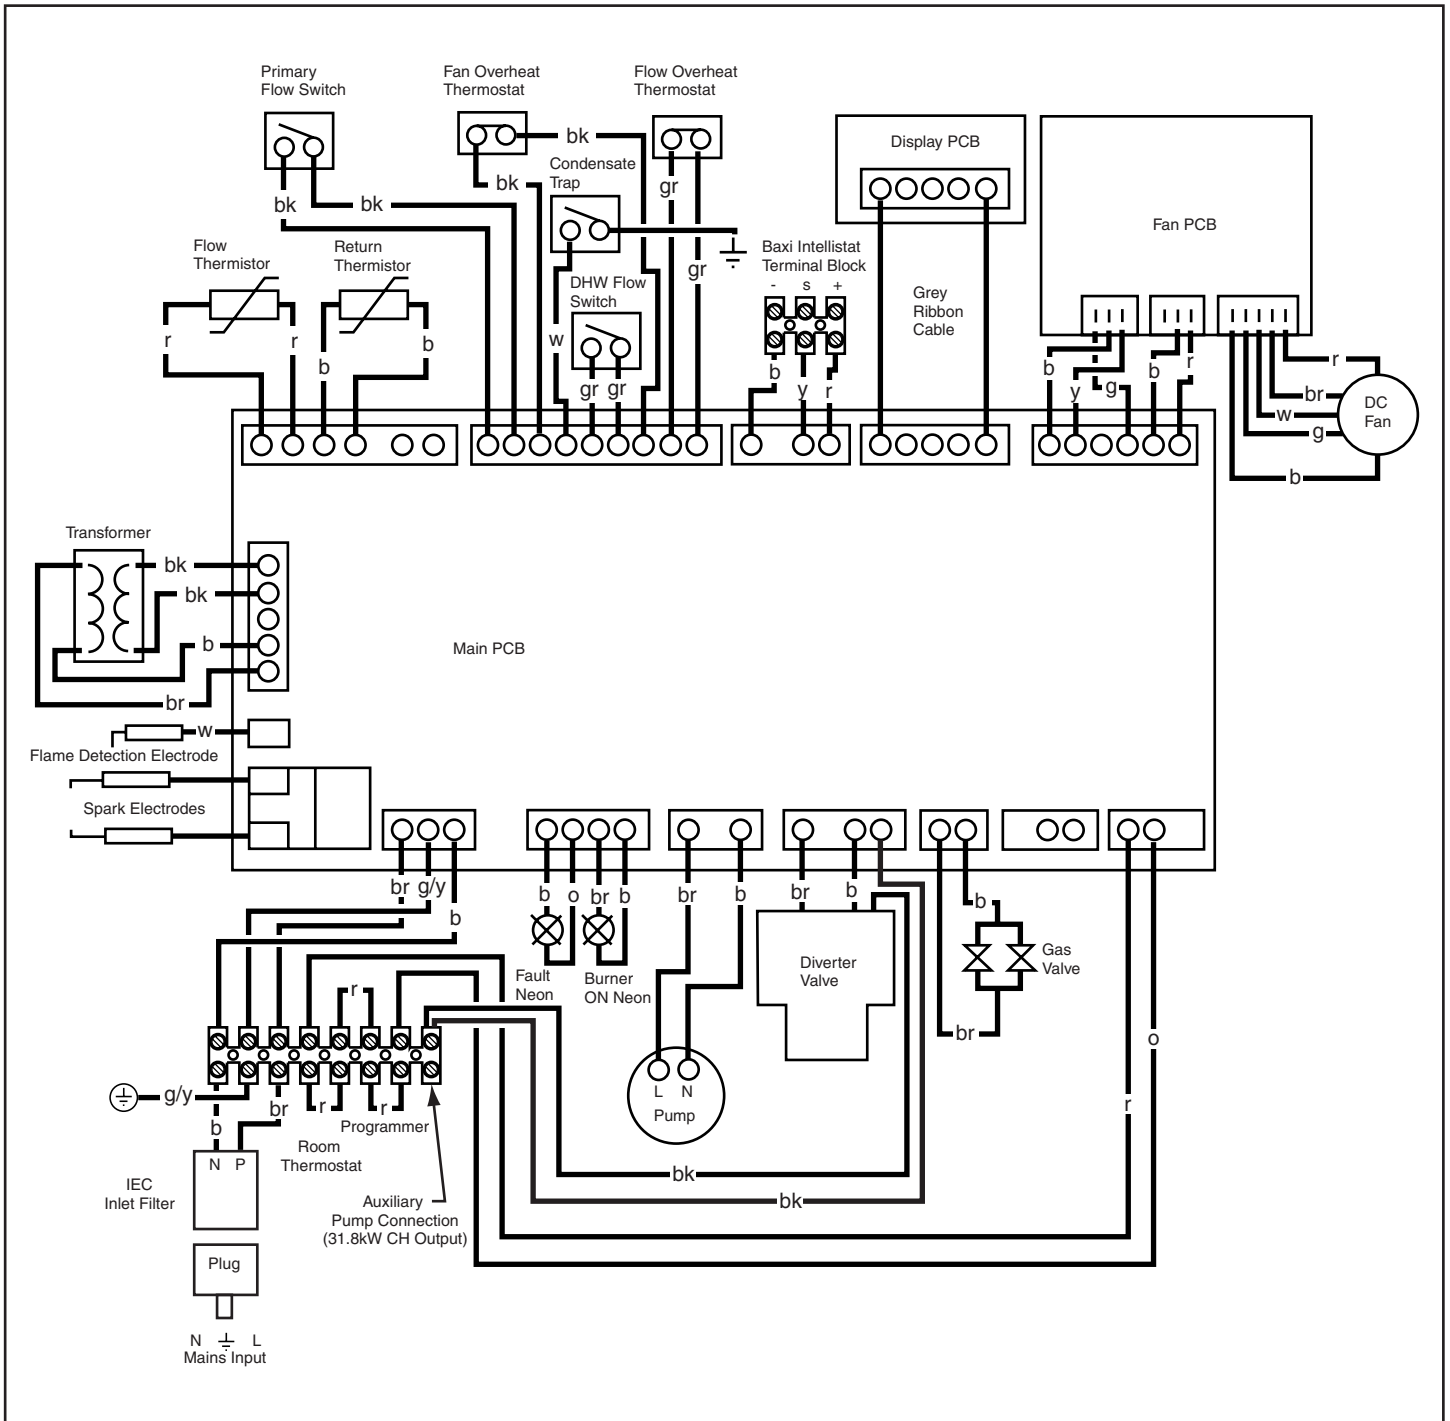 Primary
Flow Switch
Fan Overheat
Thermostat
Flow Overheat
Thermostat
bk
bk
bk
bk
Condensate
Trap
gr
gr
Display PCB
Fan PCB
Flow
Thermistor
Return
Thermistor
r
r
b
b
DHW Flow
Switch
w
gr
gr
Baxi Intellistat
Terminal Block
- s +
b
y
r
Grey
Ribbon
Cable
b
y
g
b
r
r
br
w
g
b
DC
Fan
Transformer
bk
bk
b
br
Main PCB
w
Flame Detection Electrode
Spark Electrodes
br g/y
b
b
o
br
b
Fault
Neon
Burner
ON Neon
br
b
br
b
Diverter
Valve
b
br
Gas
Valve
o
r
r
g/y
b
br
r
r
Programmer
Room
Thermostat
L N
Pump
N P
IEC
Inlet Filter
Auxiliary
Pump Connection
(31.8kW CH Output)
bk
bk
Plug
N L
Mains Input